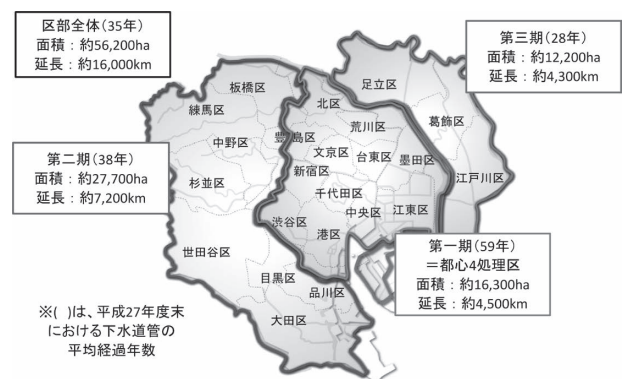 区部全体(35年)
面積:約56,200ha
延長:約16,000km
第三期(28年)
面積:約12,200ha
延長:約4,300km
足立区
板橋区
北区
練馬区
葛飾区
荒川区
豊島区
中野区
第二期(38年)
面積:約27,700ha
延長:約7,200km
文京区
台東区
墨田区
新宿区
江戸川区
杉並区
千代田区
中央区
江東区
渋谷区
港区
世田谷区
第一期(59年)
=都心4処理区
面積:約16,300ha
延長:約4,500km
目黒区
品川区
大田区
※( )は、平成27年度末
における下水道管の
平均経過年数